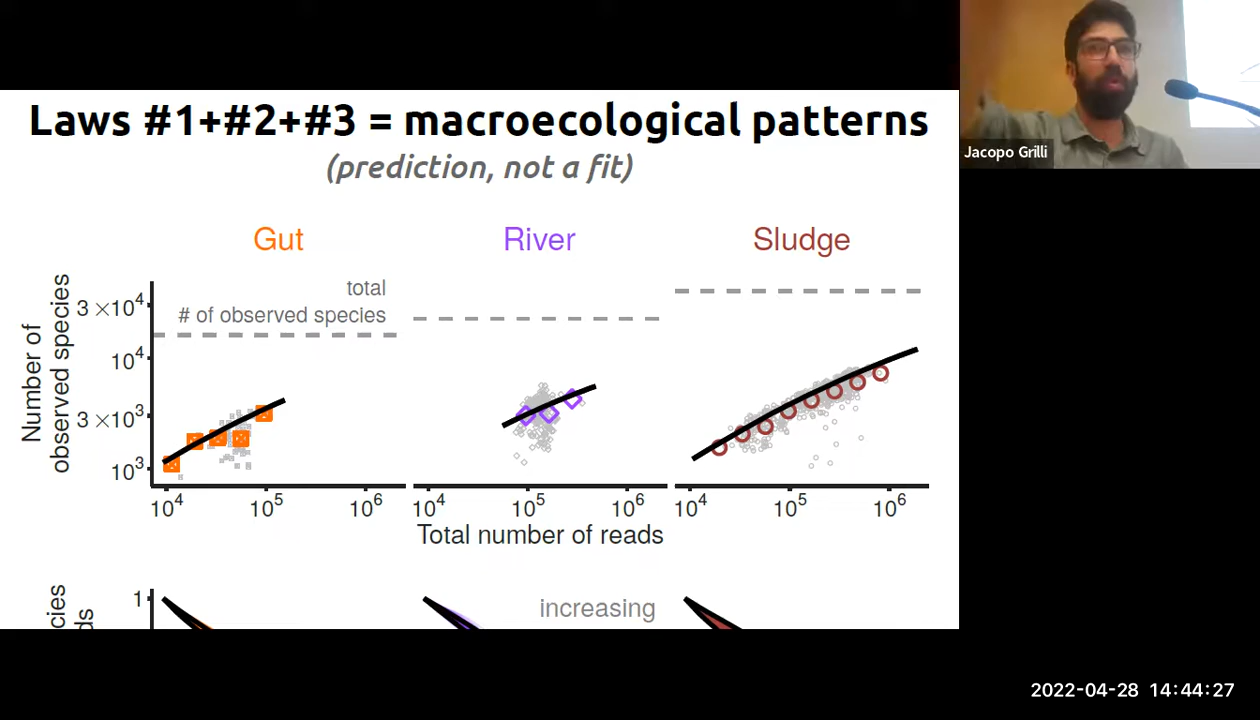 Laws #1+#2+#3 = macroecological patterns
(prediction, not a fit)
Jacopo Grilli
Gut
River
Sludge
Number of
observed species
total
# of observed species
3 ×10⁴
10⁴
3 ×10³
10³
10⁴ 10⁵ 10⁶
10⁴ 10⁵ 10⁶
10⁴ 10⁵ 10⁶
Total number of reads
cies
ds
1
increasing
2022-04-28 14:44:27